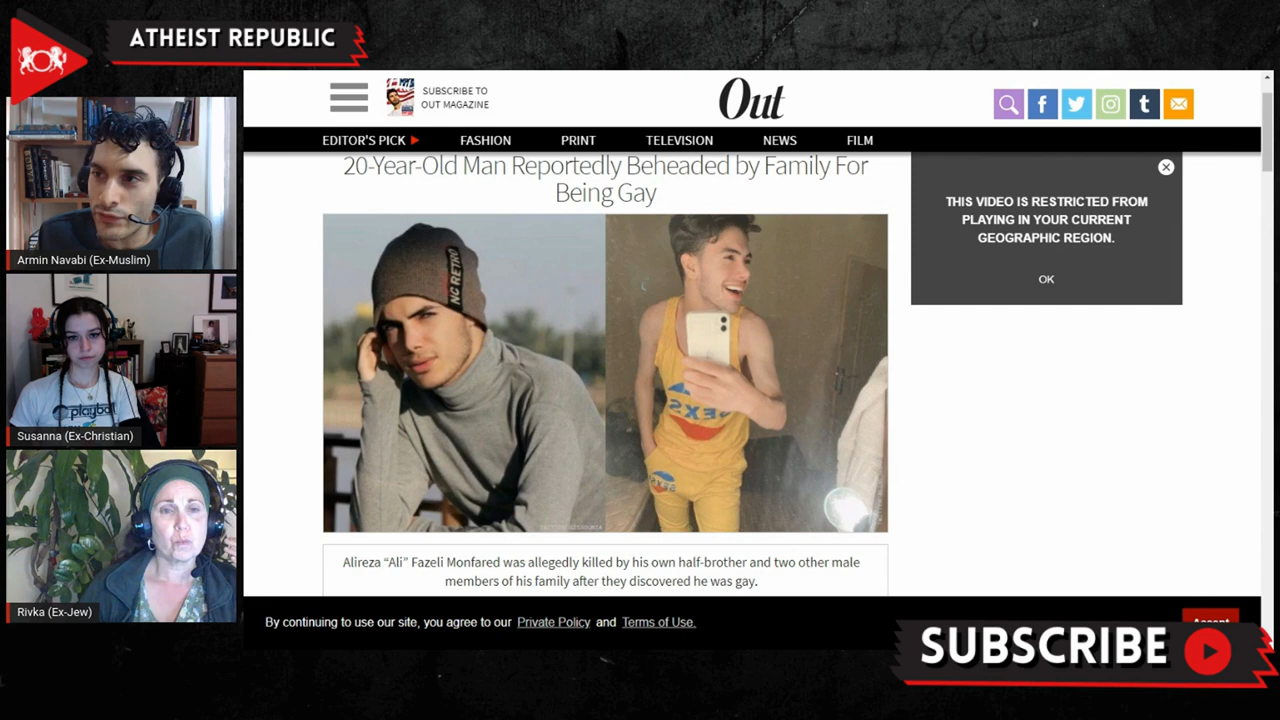 ATHEIST REPUBLIC
Armin Navabi (Ex-Muslim)
playball
Susanna (Ex-Christian)
Rivka (Ex-Jew)
SUBSCRIBE TO
OUT MAGAZINE
Out
EDITOR'S PICK
FASHION
PRINT
TELEVISION
NEWS
FILM
20-Year-Old Man Reportedly Beheaded by Family For
Being Gay
NC RETRO
SEXS
Alireza “Ali” Fazeli Monfared was allegedly killed by his own half-brother and two other male
members of his family after they discovered he was gay.
THIS VIDEO IS RESTRICTED FROM
PLAYING IN YOUR CURRENT
GEOGRAPHIC REGION.
OK
By continuing to use our site, you agree to our Private Policy and Terms of Use.
Accept
SUBSCRIBE